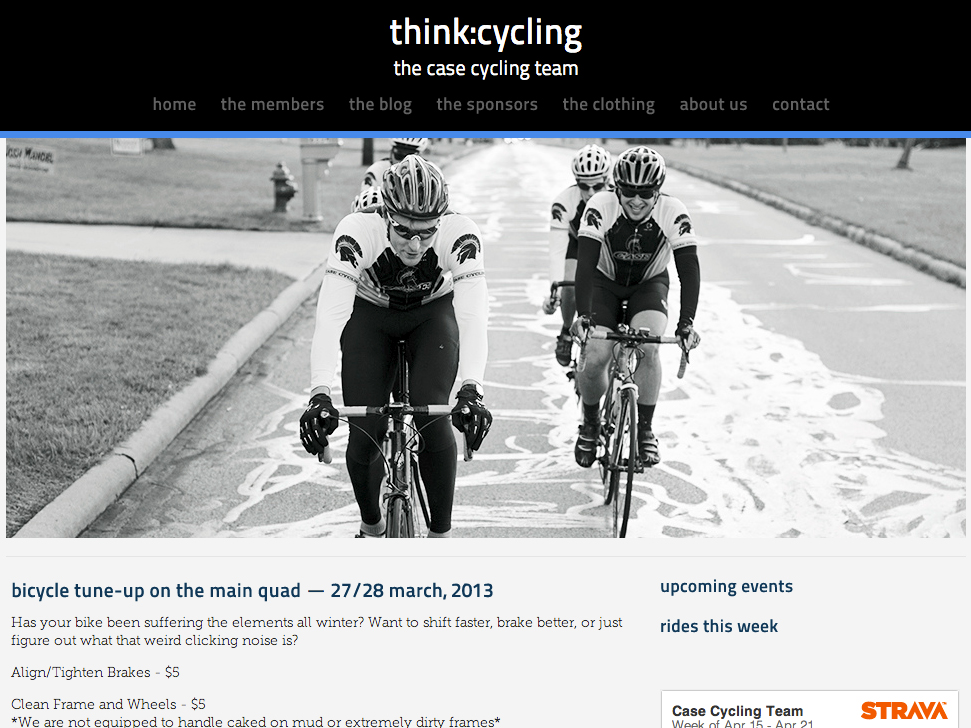 think:cycling
the case cycling team
home the members the blog the sponsors the clothing about us contact
CASE
bicycle tune-up on the main quad — 27/28 march, 2013
Has your bike been suffering the elements all winter? Want to shift faster, brake better, or just
figure out what that weird clicking noise is?
Align/Tighten Brakes - $5
Clean Frame and Wheels - $5
*We are not equipped to handle caked on mud or extremely dirty frames*
upcoming events
rides this week
Case Cycling Team
STRAVA
Week of Apr 15 - Apr 21